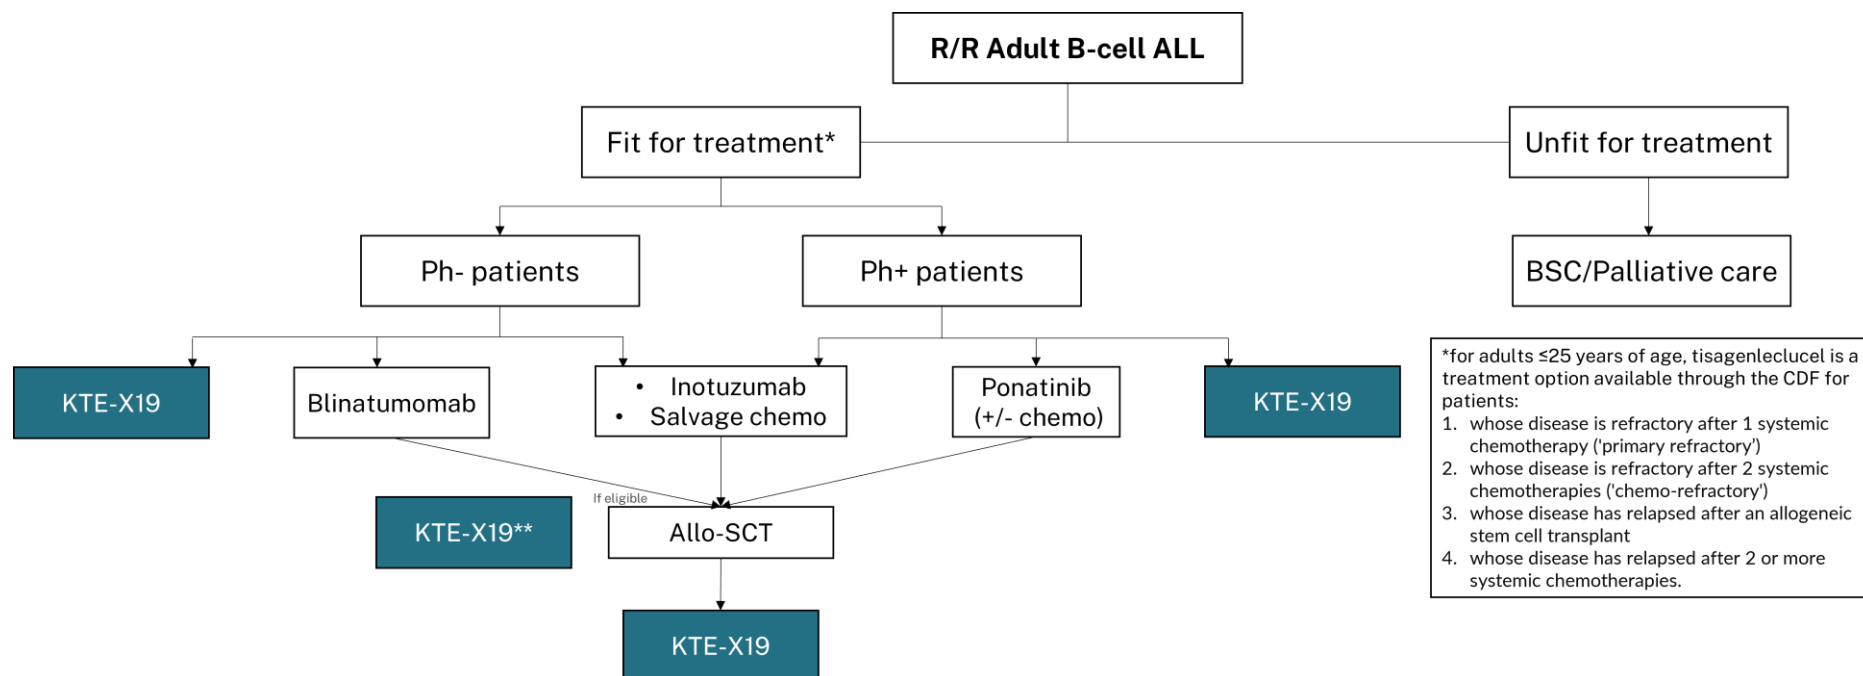 R/R Adult B-cell ALL
Fit for treatment*
Unfit for treatment
Ph- patients
Ph+ patients
BSC/Palliative care
KTE-X19
Blinatumomab
• Inotuzumab
• Salvage chemo
Ponatinib
(+/- chemo)
KTE-X19
*for adults ≤25 years of age, tisagenleclucel is a
treatment option available through the CDF for
patients:
1. whose disease is refractory after 1 systemic
chemotherapy ('primary refractory')
2. whose disease is refractory after 2 systemic
chemotherapies ('chemo-refractory')
3. whose disease has relapsed after an allogeneic
stem cell transplant
4. whose disease has relapsed after 2 or more
systemic chemotherapies.
If eligible
KTE-X19**
Allo-SCT
KTE-X19